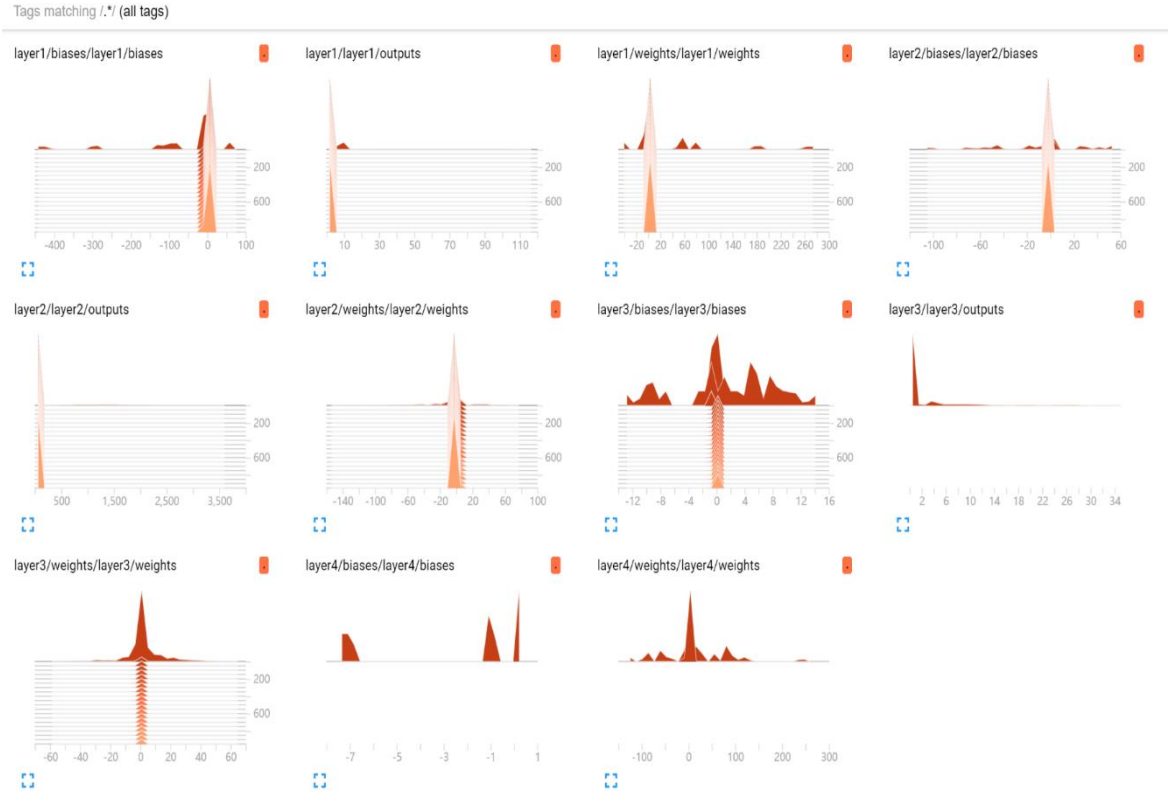 Tags matching /.*/ (all tags)
layer1/biases/layer1/biases
layer1/layer1/outputs
layer1/weights/layer1/weights
layer2/biases/layer2/biases
200
600
-400 -300 -200 -100 0 100
200
600
10 30 50 70 90 110
200
600
-20 20 60 100 140 180 220 260 300
200
600
-100 -60 -20 20 60
layer2/layer2/outputs
layer2/weights/layer2/weights
layer3/biases/layer3/biases
layer3/layer3/outputs
200
600
500 1,500 2,500 3,500
200
600
-140 -100 -60 -20 20 60 100
200
600
-12 -8 -4 0 4 8 12 16
2 6 10 14 18 22 26 30 34
layer3/weights/layer3/weights
layer4/biases/layer4/biases
layer4/weights/layer4/weights
200
600
-60 -40 -20 0 20 40 60
-7 -5 -3 -1 1
-100 0 100 200 300